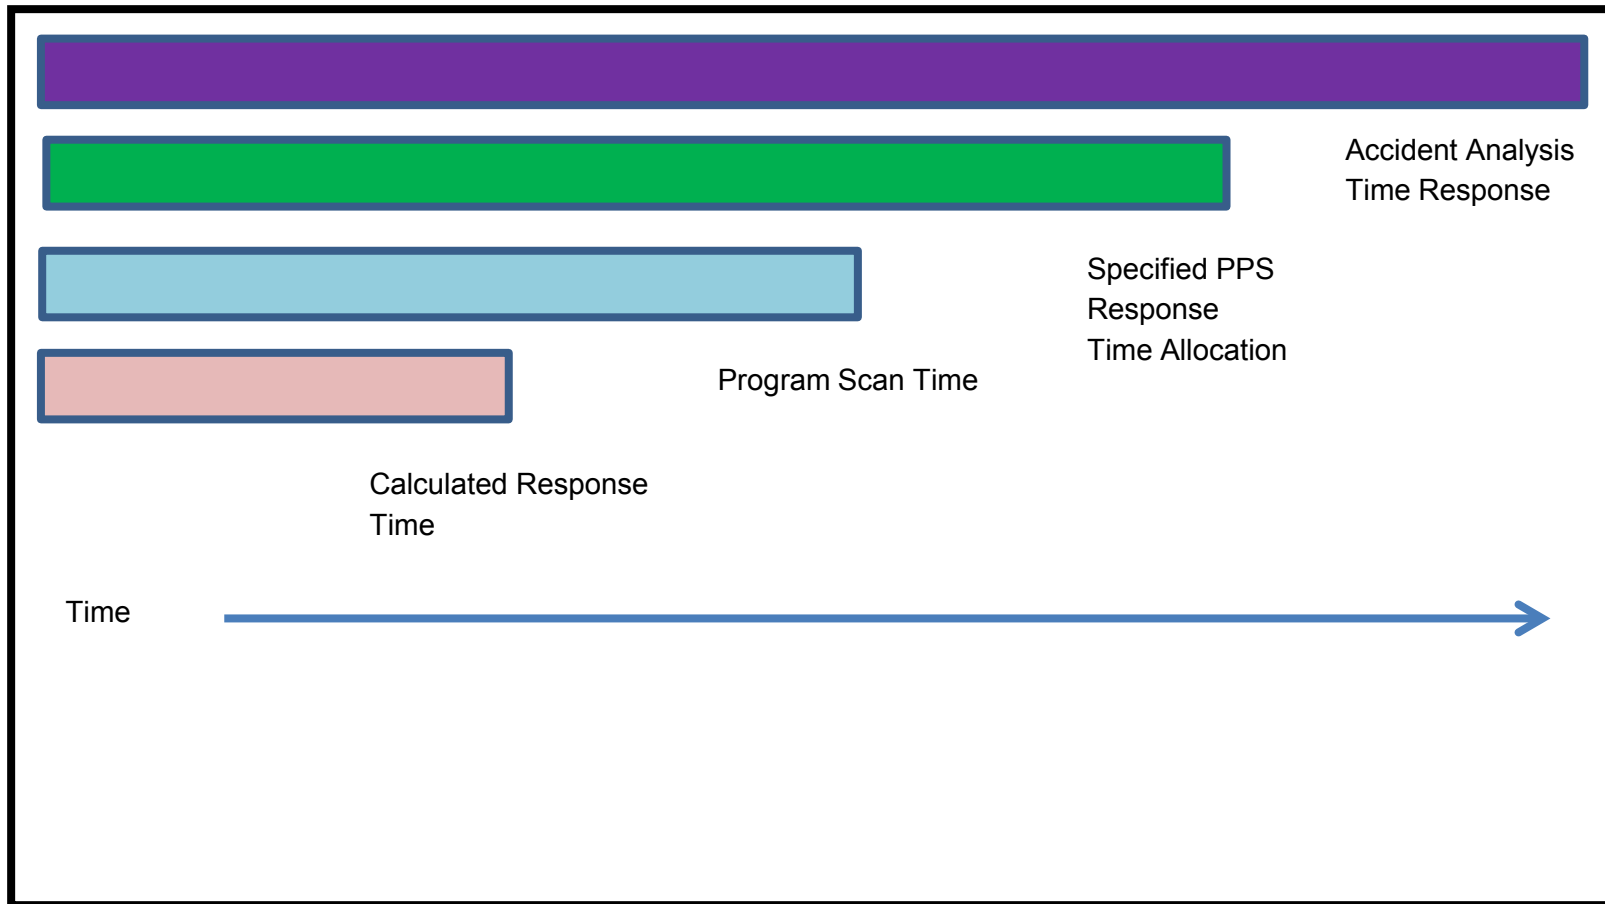 Accident Analysis
Time Response
Specified PPS
Response
Time Allocation
Program Scan Time
Calculated Response
Time
Time